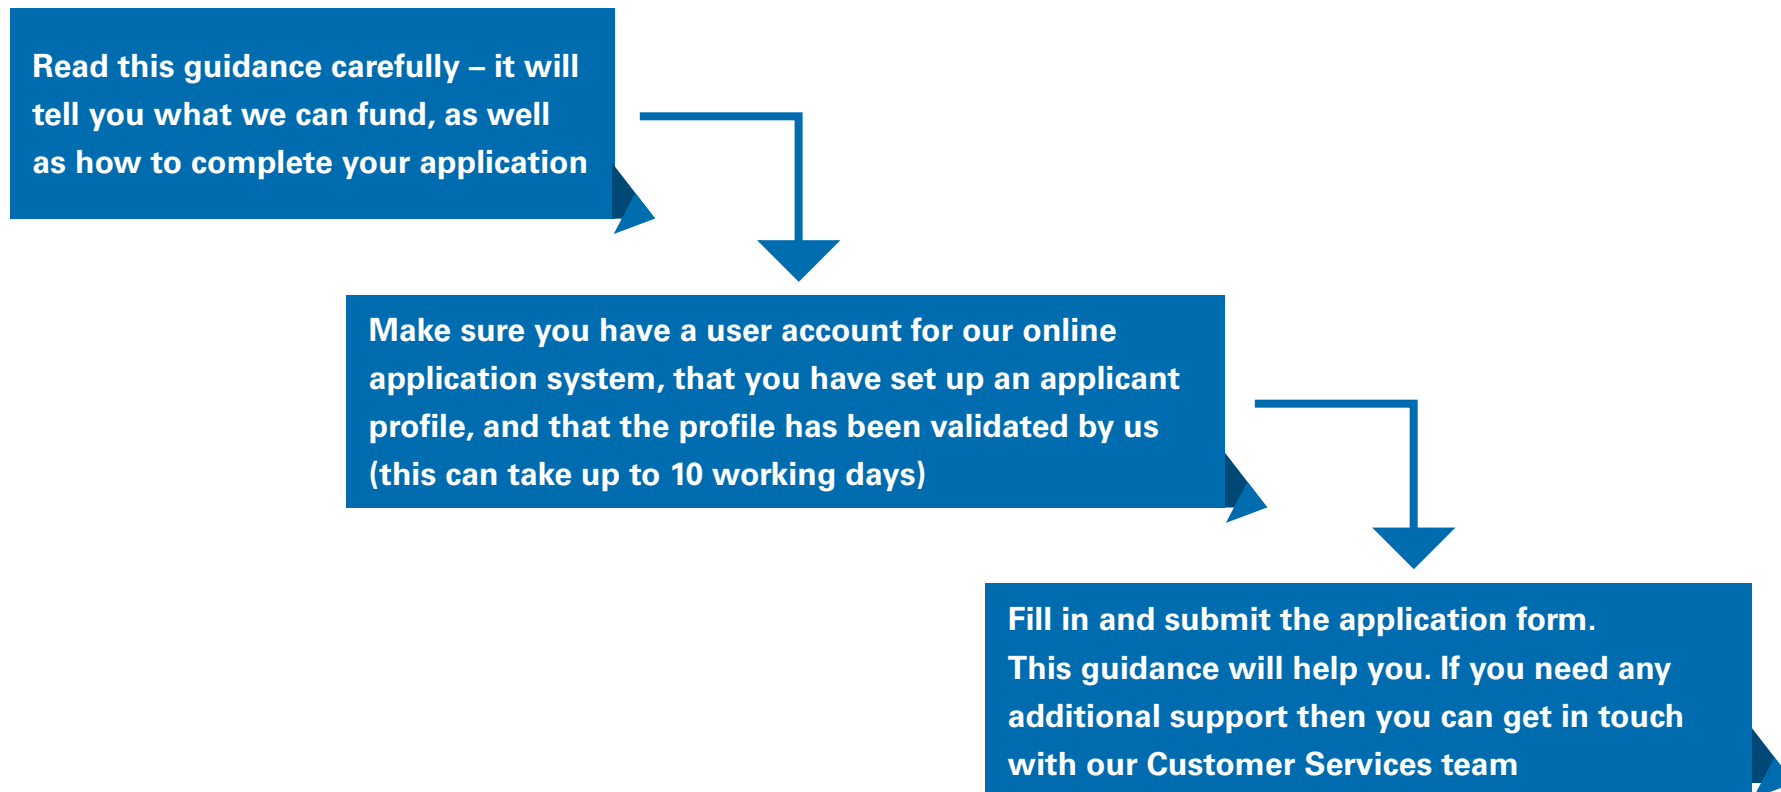 Read this guidance carefully – it will
tell you what we can fund, as well
as how to complete your application
Make sure you have a user account for our online
application system, that you have set up an applicant
profile, and that the profile has been validated by us
(this can take up to 10 working days)
Fill in and submit the application form.
This guidance will help you. If you need any
additional support then you can get in touch
with our Customer Services team